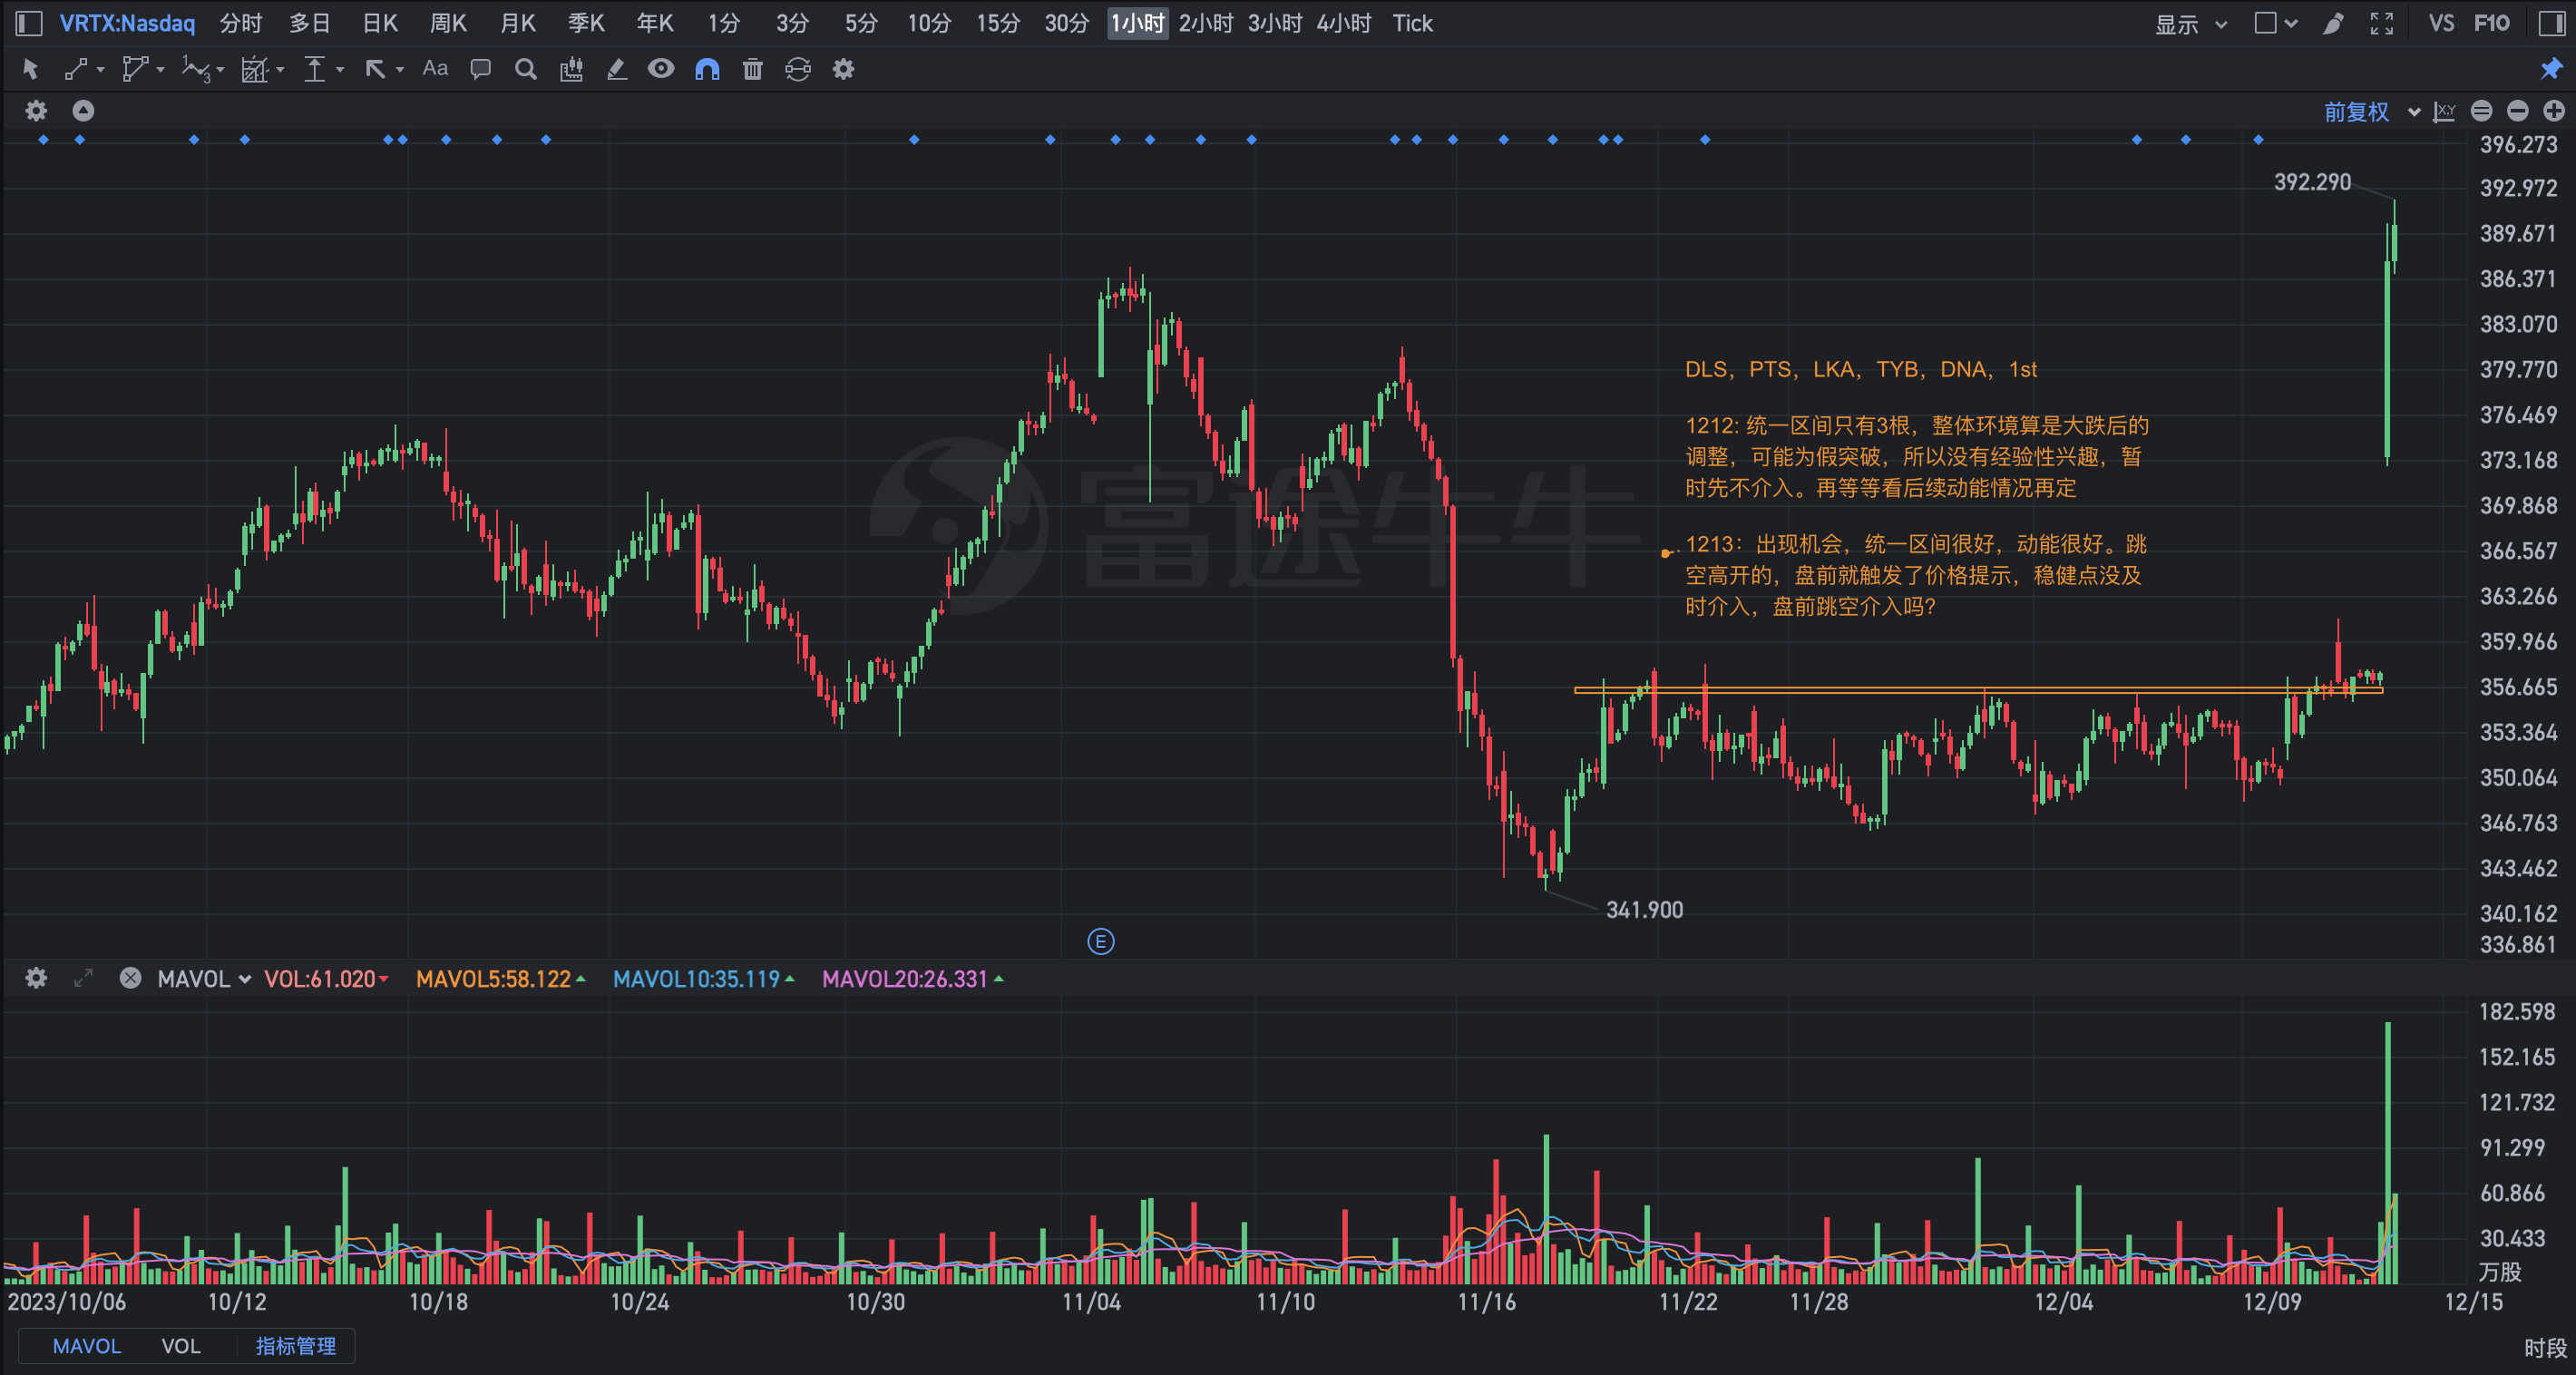 VRTX:Nasdaq 分时 多日 日K 周K 月K 季K 年K 1分 3分 5分 10分 15分 30分 1小时 2小时 3小时 4小时 Tick 显示 VS F10
Aa
前复权
396.273
392.290
392.972
389.671
386.371
383.070
DLS，PTS，LKA，TYB，DNA，1st
379.770
376.469
1212: 统一区间只有3根，整体环境算是大跌后的
调整，可能为假突破，所以没有经验性兴趣，暂
时先不介入。再等等看后续动能情况再定
373.168
369.868
富途牛牛
1213：出现机会，统一区间很好，动能很好。跳
空高开的，盘前就触发了价格提示，稳健点没及
时介入，盘前跳空介入吗？
366.567
363.266
359.966
356.665
353.364
350.064
346.763
343.462
341.900
340.162
E
336.861
MAVOL VOL:61.020 MAVOL5:58.122 MAVOL10:35.119 MAVOL20:26.331
182.598
152.165
121.732
91.299
60.866
30.433
万股
2023/10/06 10/12 10/18 10/24 10/30 11/04 11/10 11/16 11/22 11/28 12/04 12/09 12/15
MAVOL VOL 指标管理 时段